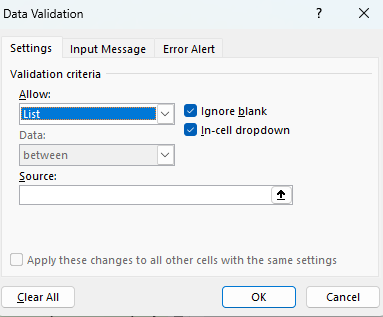 Data Validation ? ×
Settings Input Message Error Alert
Validation criteria
Allow:
List
Ignore blank
In-cell dropdown
Data:
between
Source:
Apply these changes to all other cells with the same settings
Clear All OK Cancel